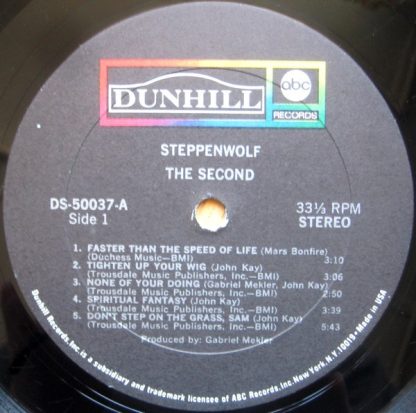 DUNHILL
abc
RECORDS
STEPPENWOLF
THE SECOND
DS-50037-A
Side 1
33⅓ RPM
STEREO
1. FASTER THAN THE SPEED OF LIFE (Mars Bonfire)
(Duchess Music—BMI) 3:10
2. TIGHTEN UP YOUR WIG (John Kay)
(Trousdale Music Publishers, Inc.—BMI) 3:06
3. NONE OF YOUR DOING (Gabriel Mekler, John Kay)
(Trousdale Music Publishers, Inc.—BMI) 2:50
4. SPIRITUAL FANTASY (John Kay)
(Trousdale Music Publishers, Inc.—BMI) 3:39
5. DON'T STEP ON THE GRASS, SAM (John Kay)
(Trousdale Music Publishers, Inc.—BMI) 5:43
Produced by: Gabriel Mekler
Dunhill Records, Inc. is a subsidiary and trademark licensee of ABC Records, Inc. New York, N.Y. 10019 • Made in USA